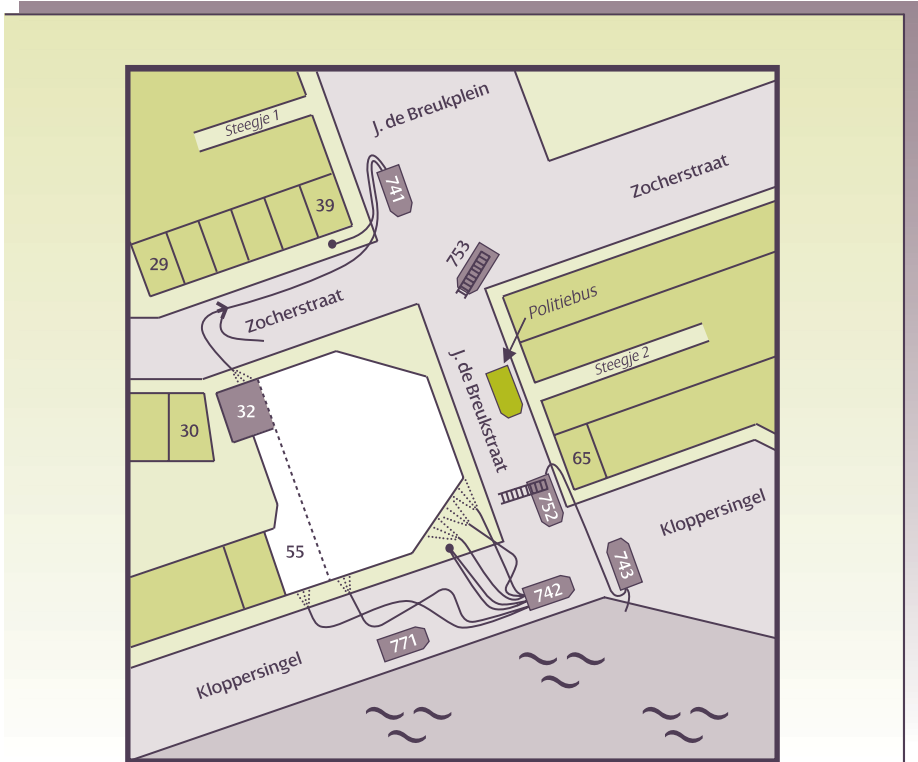 J. de Breukplein
Steegje 1
741
Zocherstraat
39
753
29
Politiebus
Zocherstraat
Steegje 2
J. de Breukstraat
32
30
65
752
Kloppersingel
55
743
742
771
Kloppersingel